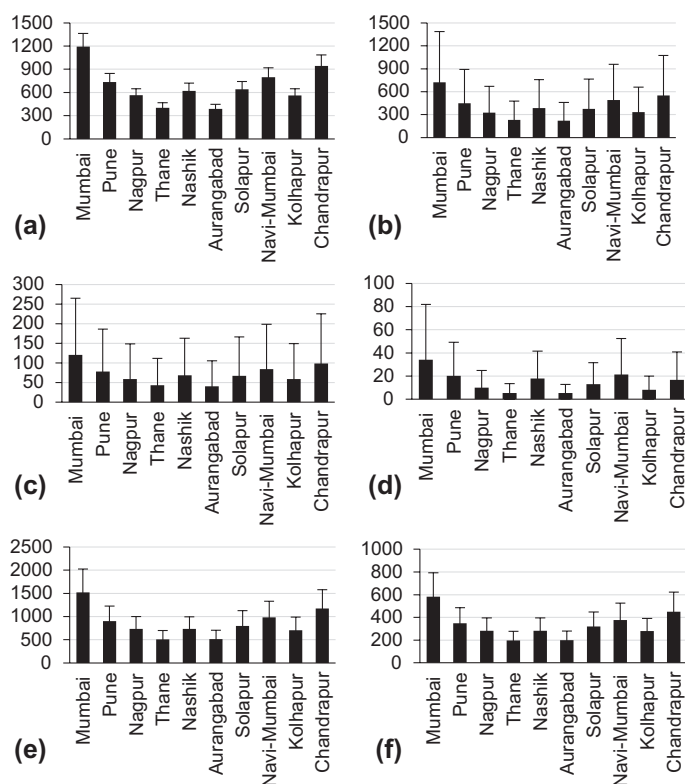 1500
1200
900
600
300
0
Mumbai
Pune
Nagpur
Thane
Nashik
Aurangabad
Solapur
Navi-Mumbai
Kolhapur
Chandrapur
(a)
1500
1200
900
600
300
0
Mumbai
Pune
Nagpur
Thane
Nashik
Aurangabad
Solapur
Navi-Mumbai
Kolhapur
Chandrapur
(b)
300
250
200
150
100
50
0
Mumbai
Pune
Nagpur
Thane
Nashik
Aurangabad
Solapur
Navi-Mumbai
Kolhapur
Chandrapur
(c)
100
80
60
40
20
0
Mumbai
Pune
Nagpur
Thane
Nashik
Aurangabad
Solapur
Navi-Mumbai
Kolhapur
Chandrapur
(d)
2500
2000
1500
1000
500
0
Mumbai
Pune
Nagpur
Thane
Nashik
Aurangabad
Solapur
Navi-Mumbai
Kolhapur
Chandrapur
(e)
1000
800
600
400
200
0
Mumbai
Pune
Nagpur
Thane
Nashik
Aurangabad
Solapur
Navi-Mumbai
Kolhapur
Chandrapur
(f)